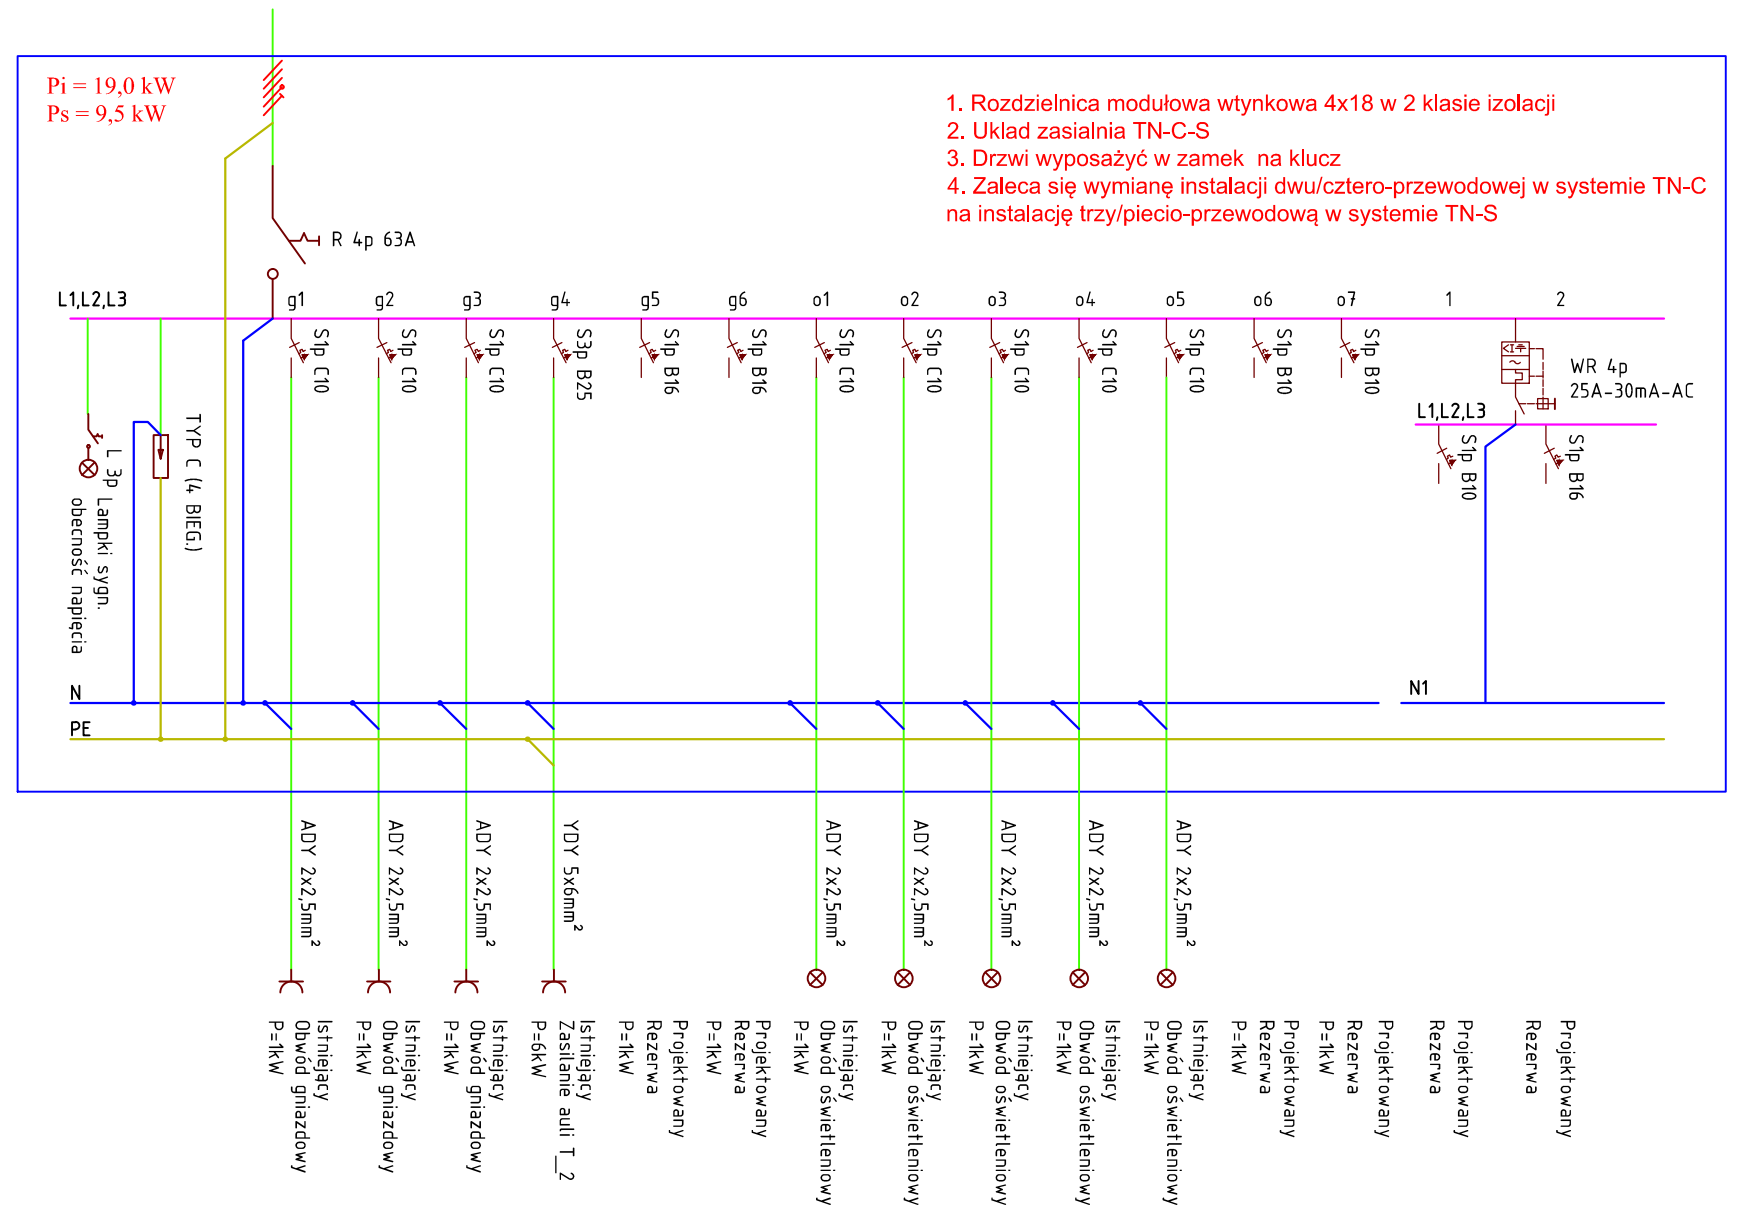 Pi = 19,0 kW
Ps = 9,5 kW
1. Rozdzielnica modułowa wtynkowa 4x18 w 2 klasie izolacji
2. Uklad zasialnia TN-C-S
3. Drzwi wyposażyć w zamek na klucz
4. Zaleca się wymianę instalacji dwu/cztero-przewodowej w systemie TN-C
na instalację trzy/piecio-przewodową w systemie TN-S
R 4p 63A
L1,L2,L3
g1
g2
g3
g4
g5
g6
o1
o2
o3
o4
o5
o6
o7
1
2
S1p C10
S1p C10
S1p C10
S3p B25
S1p B16
S1p B16
S1p C10
S1p C10
S1p C10
S1p C10
S1p C10
S1p B10
S1p B10
WR 4p
25A-30mA-AC
L1,L2,L3
S1p B10
S1p B16
TYP C (4 BIEG.)
L 3p
Lampki sygn.
obecność napięcia
N
N1
PE
ADY 2x2,5mm²
ADY 2x2,5mm²
ADY 2x2,5mm²
YDY 5x6mm²
ADY 2x2,5mm²
ADY 2x2,5mm²
ADY 2x2,5mm²
ADY 2x2,5mm²
ADY 2x2,5mm²
Istniejący
Obwód gniazdowy
P=1kW
Istniejący
Obwód gniazdowy
P=1kW
Istniejący
Obwód gniazdowy
P=1kW
Istniejący
Zasilanie auli T_2
P=6kW
Projektowany
Rezerwa
P=1kW
Projektowany
Rezerwa
P=1kW
Istniejący
Obwód oświetleniowy
P=1kW
Istniejący
Obwód oświetleniowy
P=1kW
Istniejący
Obwód oświetleniowy
P=1kW
Istniejący
Obwód oświetleniowy
P=1kW
Istniejący
Obwód oświetleniowy
P=1kW
Projektowany
Rezerwa
P=1kW
Projektowany
Rezerwa
P=1kW
Projektowany
Rezerwa
Projektowany
Rezerwa